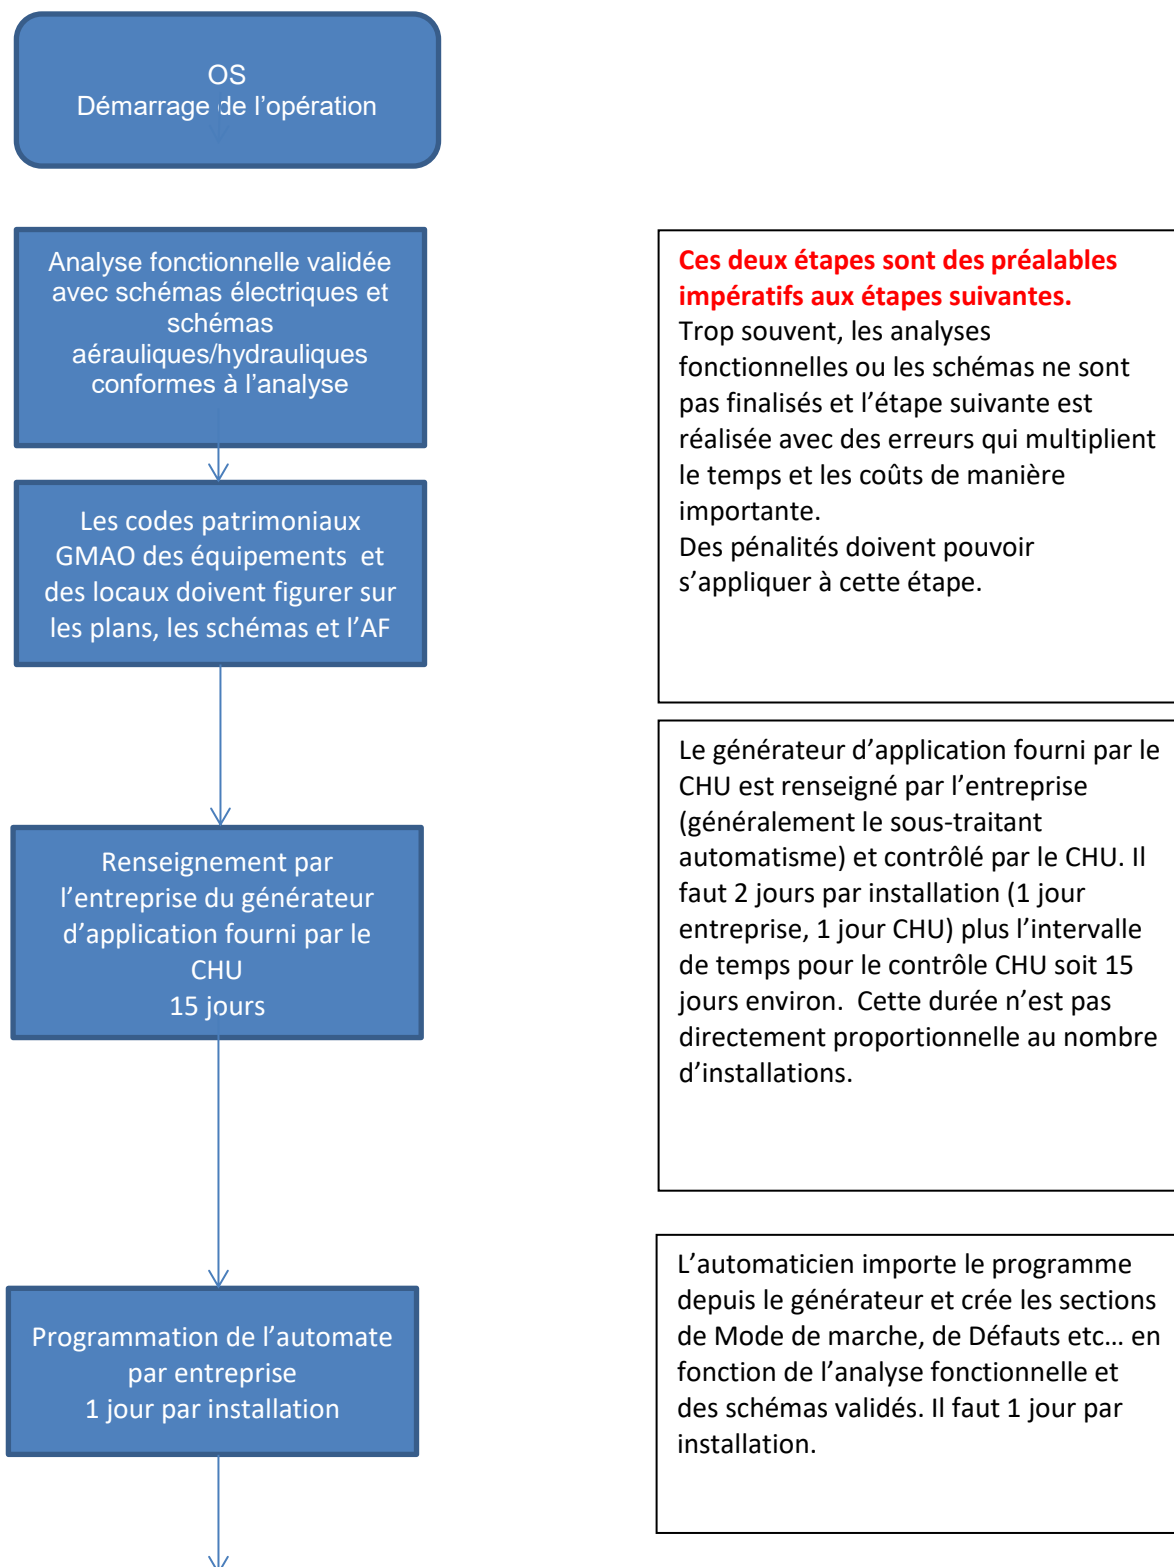 OS
Démarrage de l’opération
Analyse fonctionnelle validée
avec schémas électriques et
schémas
aérauliques/hydrauliques
conformes à l’analyse
Ces deux étapes sont des préalables
impératifs aux étapes suivantes.
Trop souvent, les analyses
fonctionnelles ou les schémas ne sont
pas finalisés et l’étape suivante est
réalisée avec des erreurs qui multiplient
le temps et les coûts de manière
importante.
Des pénalités doivent pouvoir
s’appliquer à cette étape.
Les codes patrimoniaux
GMAO des équipements  et
des locaux doivent figurer sur
les plans, les schémas et l’AF
Le générateur d’application fourni par le
CHU est renseigné par l’entreprise
(généralement le sous-traitant
automatisme) et contrôlé par le CHU. Il
faut 2 jours par installation (1 jour
entreprise, 1 jour CHU) plus l’intervalle
de temps pour le contrôle CHU soit 15
jours environ.  Cette durée n’est pas
directement proportionnelle au nombre
d’installations.
Renseignement par
l’entreprise du générateur
d’application fourni par le
CHU
15 jours
L’automaticien importe le programme
depuis le générateur et crée les sections
de Mode de marche, de Défauts etc… en
fonction de l’analyse fonctionnelle et
des schémas validés. Il faut 1 jour par
installation.
Programmation de l’automate
par entreprise
1 jour par installation